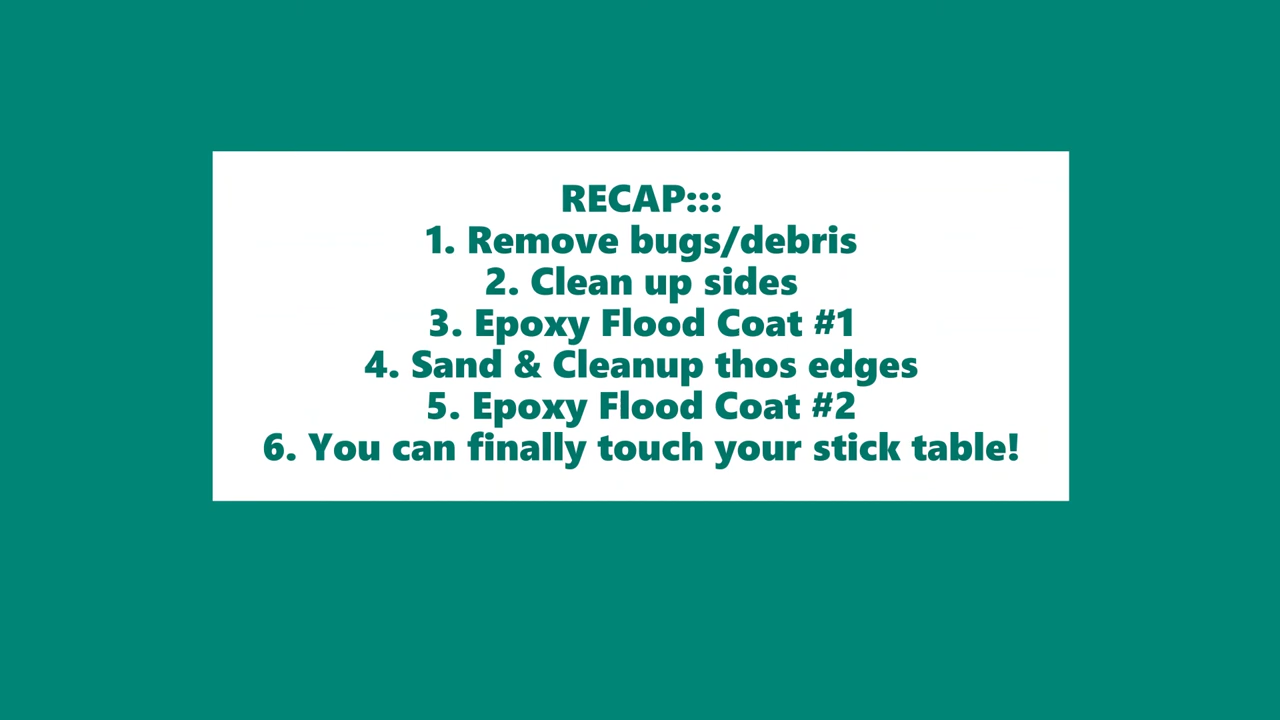 RECAP:::
1. Remove bugs/debris
2. Clean up sides
3. Epoxy Flood Coat #1
4. Sand & Cleanup thos edges
5. Epoxy Flood Coat #2
6. You can finally touch your stick table!